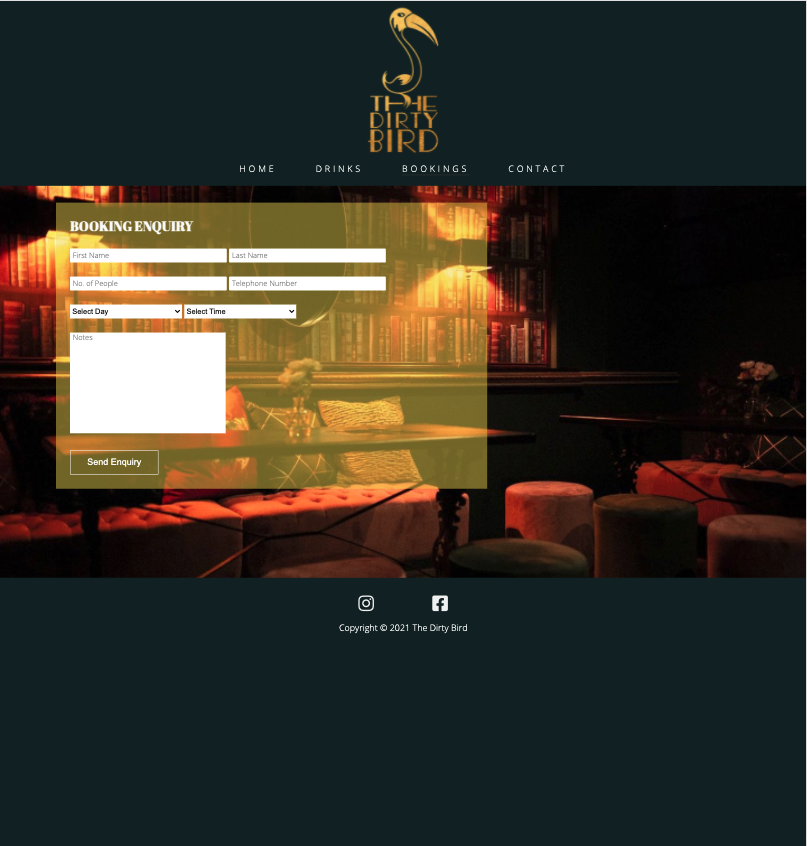 THE
DIRTY
BIRD
HOME DRINKS BOOKINGS CONTACT
BOOKING ENQUIRY
First Name Last Name
No. of People Telephone Number
Select Day Select Time
Notes
Send Enquiry
Copyright © 2021 The Dirty Bird